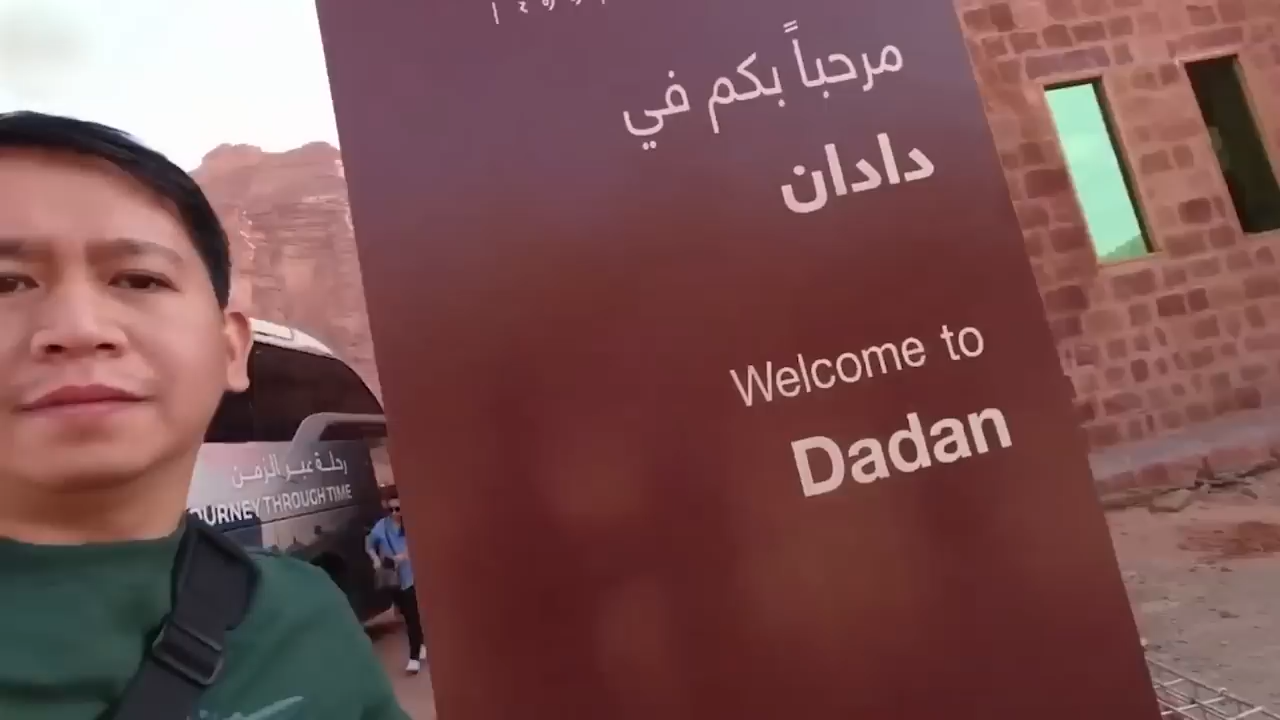 مرحباً بكم في
دادان
Welcome to
Dadan
رحلة عبر الزمن
OURNEY THROUGH TIME